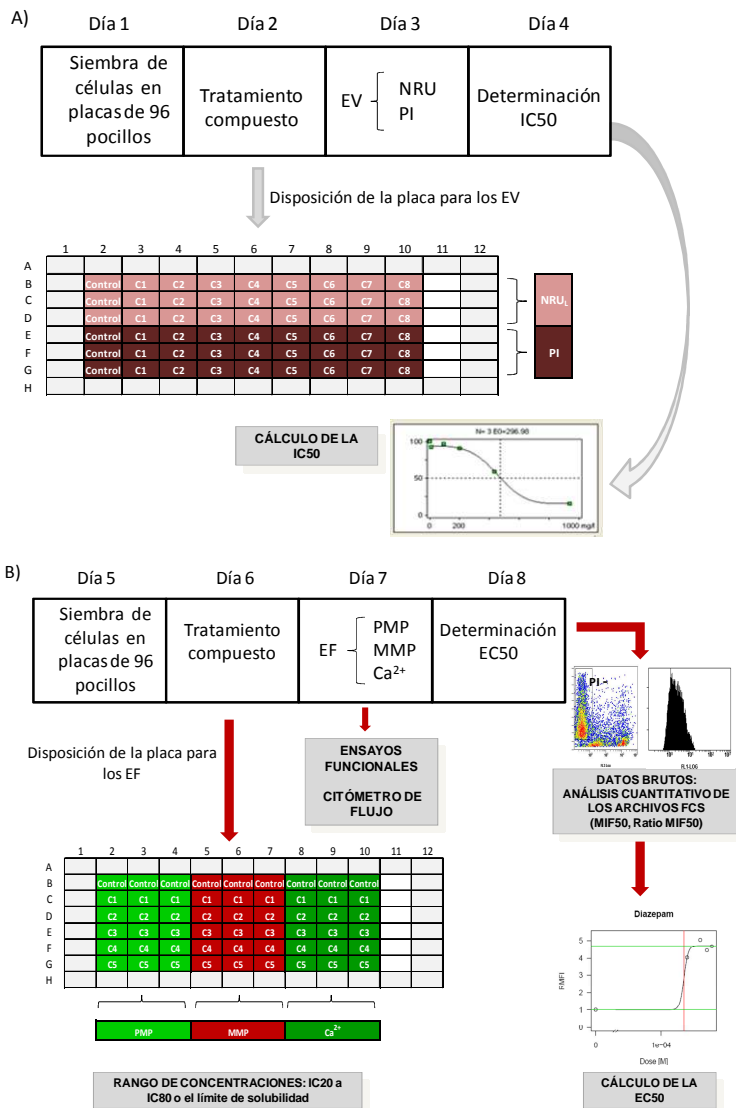 A)
Día 1 Día 2 Día 3 Día 4
Siembra de
células en
placas de 96
pocillos
Tratamiento
compuesto
EV
NRU
PI
Determinación
IC50
Disposición de la placa para los EV
1 2 3 4 5 6 7 8 9 10 11 12
A
B Control C1 C2 C3 C4 C5 C6 C7 C8
C Control C1 C2 C3 C4 C5 C6 C7 C8
D Control C1 C2 C3 C4 C5 C6 C7 C8
E Control C1 C2 C3 C4 C5 C6 C7 C8
F Control C1 C2 C3 C4 C5 C6 C7 C8
G Control C1 C2 C3 C4 C5 C6 C7 C8
H
NRUL
PI
CÁLCULO DE LA
IC50
N= 3 E0=296.98
100
50
0
0 200 1000 mg/l
B)
Día 5 Día 6 Día 7 Día 8
Siembra de
células en
placas de 96
pocillos
Tratamiento
compuesto
EF
PMP
MMP
Ca²⁺
Determinación
EC50
PI -
Disposición de la placa para
los EF
ENSAYOS
FUNCIONALES
CITÓMETRO DE
FLUJO
DATOS BRUTOS:
ANÁLISIS CUANTITATIVO DE
LOS ARCHIVOS FCS
(MIF50, Ratio MIF50)
1 2 3 4 5 6 7 8 9 10 11 12
A
B Control Control Control Control Control Control Control Control Control
C C1 C1 C1 C1 C1 C1 C1 C1 C1
D C2 C2 C2 C2 C2 C2 C2 C2 C2
E C3 C3 C3 C3 C3 C3 C3 C3 C3
F C4 C4 C4 C4 C4 C4 C4 C4 C4
G C5 C5 C5 C5 C5 C5 C5 C5 C5
H
PMP MMP Ca²⁺
RANGO DE CONCENTRACIONES: IC20 a
IC80 o el límite de solubilidad
Diazepam
RMFI
5
4
3
2
1
0
0 1e-04
Dose [M]
CÁLCULO DE LA
EC50